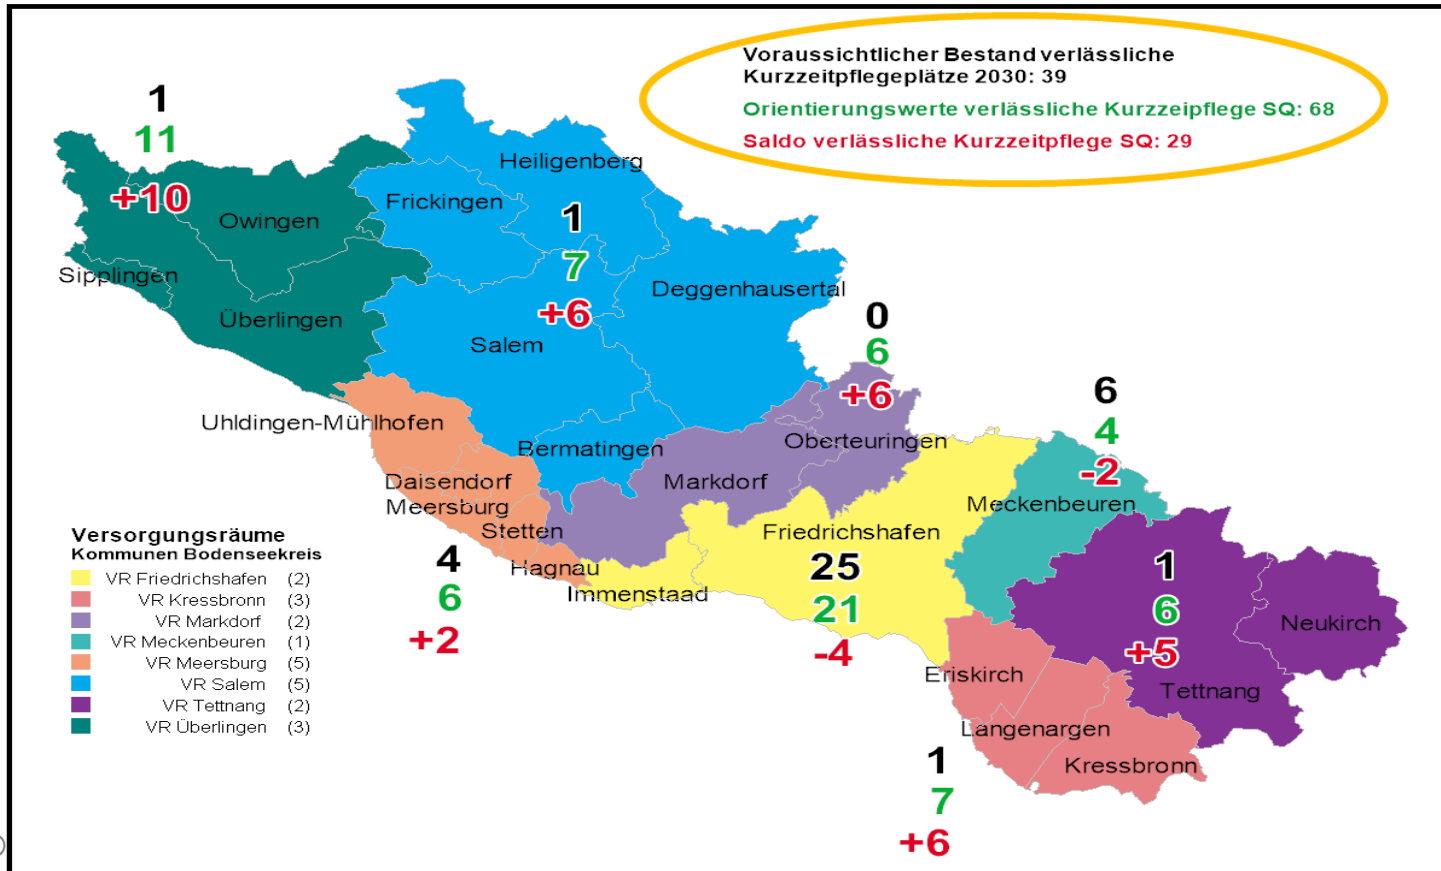 Voraussichtlicher Bestand verlässliche
Kurzzeitpflegeplätze 2030: 39
Orientierungswerte verlässliche Kurzzeipflege SQ: 68
Saldo verlässliche Kurzzeitpflege SQ: 29
1
11
+10
Owingen
Sipplingen
Überlingen
Heiligenberg
Frickingen
1
7
+6
Deggenhausertal
Salem
Bermatingen
0
6
+6
Oberteuringen
Markdorf
Uhldingen-Mühlhofen
Daisendorf
Meersburg
Stetten
Hagnau
4
6
+2
Immenstaad
Friedrichshafen
25
21
-4
6
4
-2
Meckenbeuren
1
6
+5
Neukirch
Tettnang
Eriskirch
Langenargen
Kressbronn
1
7
+6
Versorgungsräume
Kommunen Bodenseekreis
VR Friedrichshafen (2)
VR Kressbronn (3)
VR Markdorf (2)
VR Meckenbeuren (1)
VR Meersburg (5)
VR Salem (5)
VR Tettnang (2)
VR Überlingen (3)